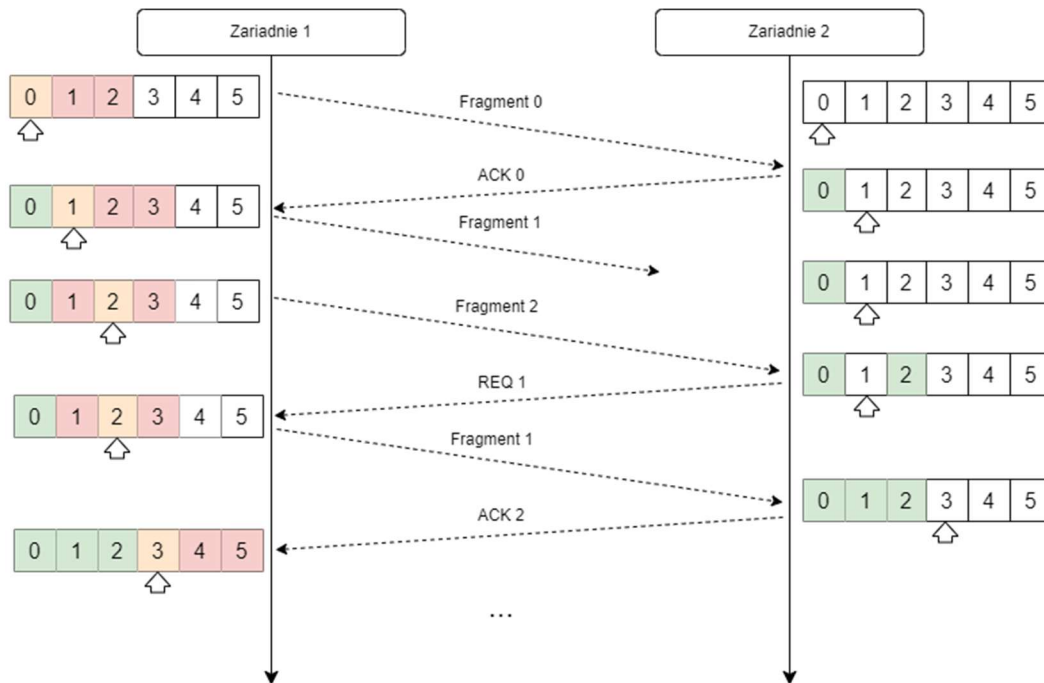 Zariadnie 1
Zariadnie 2
0 1 2 3 4 5
Fragment 0
0 1 2 3 4 5
ACK 0
0 1 2 3 4 5
0 1 2 3 4 5
Fragment 1
0 1 2 3 4 5
0 1 2 3 4 5
Fragment 2
REQ 1
0 1 2 3 4 5
0 1 2 3 4 5
Fragment 1
0 1 2 3 4 5
ACK 2
0 1 2 3 4 5
...